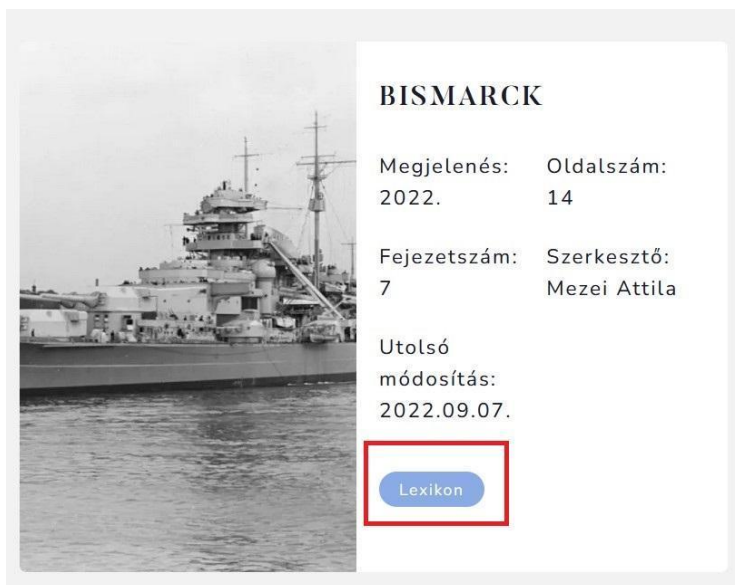 BISMARCK
Megjelenés:
2022.
Oldalszám:
14
Fejezetszám:
7
Szerkesztő:
Mezei Attila
Utolsó
módosítás:
2022.09.07.
Lexikon